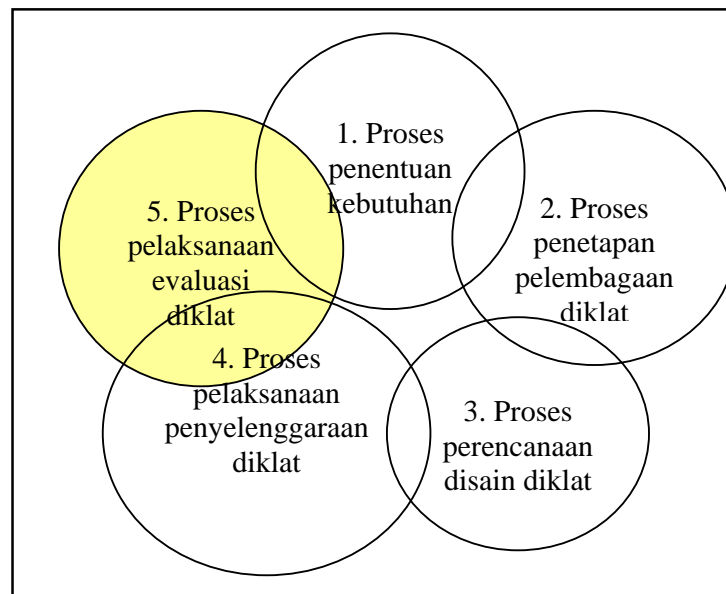 1. Proses
penentuan
kebutuhan
2. Proses
penetapan
pelembagaan
diklat
3. Proses
perencanaan
disain diklat
4. Proses
pelaksanaan
penyelenggaraan
diklat
5. Proses
pelaksanaan
evaluasi
diklat